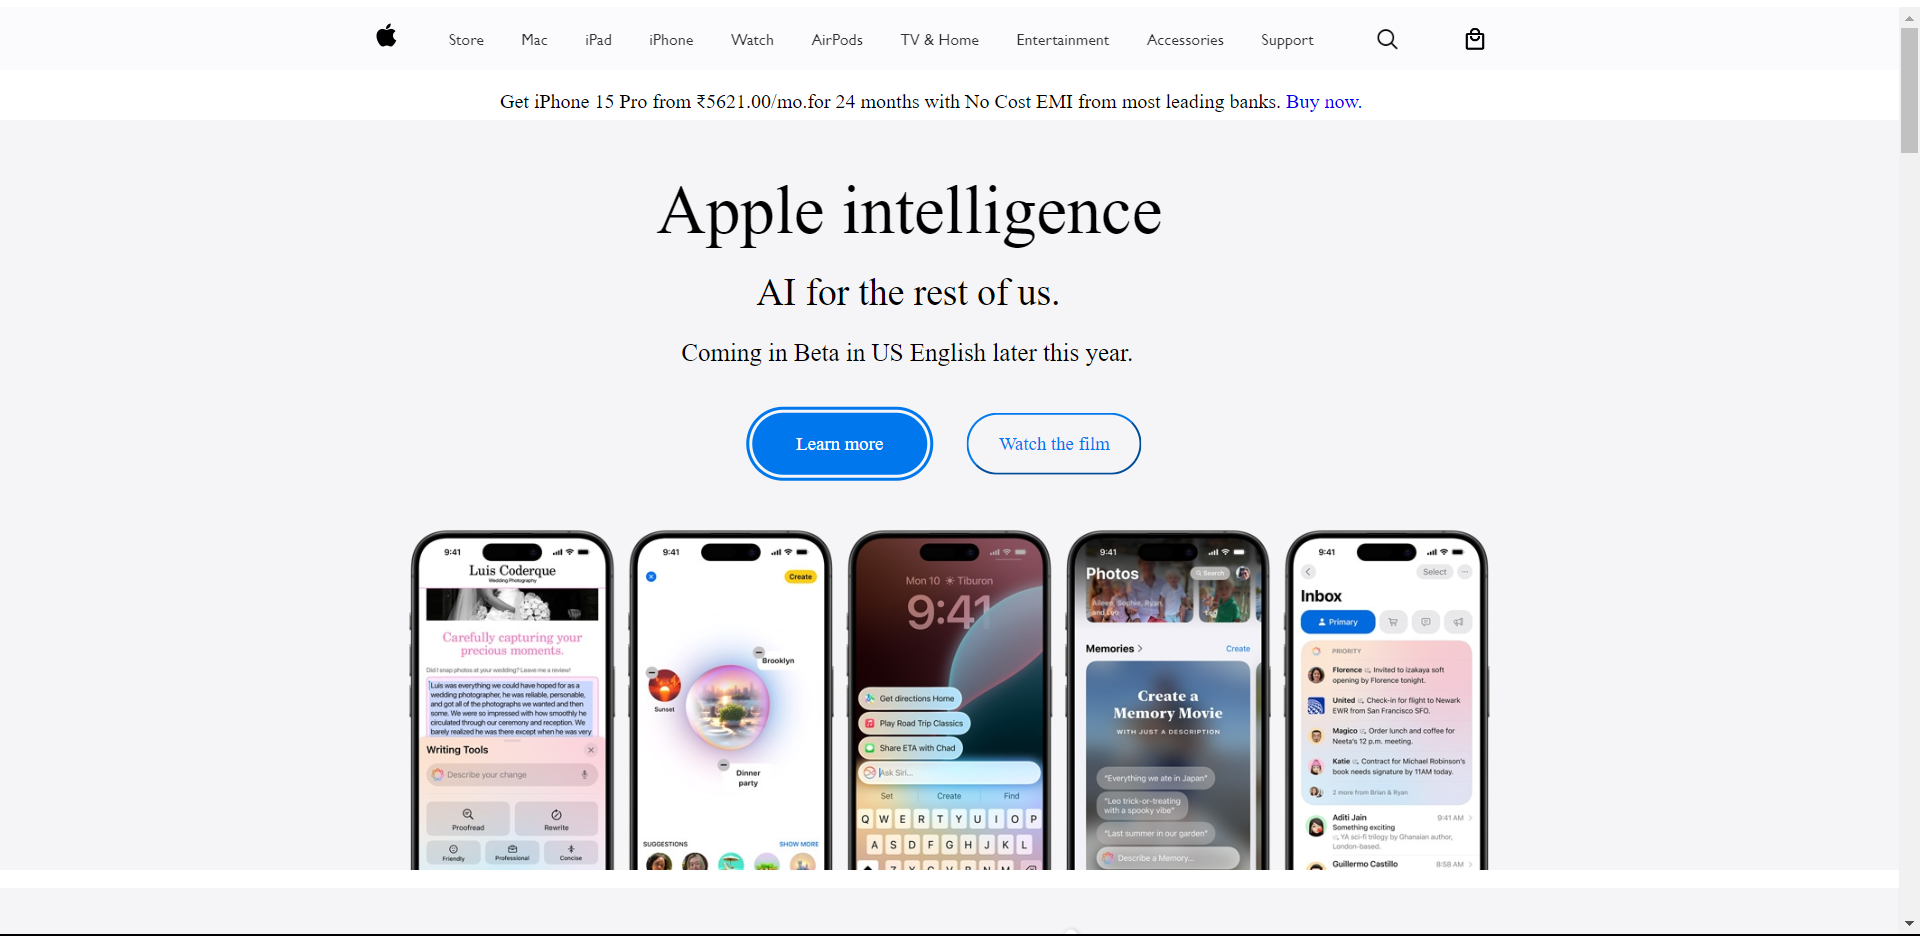 Store Mac iPad iPhone Watch AirPods TV & Home Entertainment Accessories Support
Get iPhone 15 Pro from ₹5621.00/mo.for 24 months with No Cost EMI from most leading banks. Buy now.
Apple intelligence
AI for the rest of us.
Coming in Beta in US English later this year.
Learn more
Watch the film
9:41
Luis Coderque
Wedding Photography
Carefully capturing your
precious moments.
Did I snap photos at your wedding? Leave me a review!
Luis was everything we could have hoped for as a
wedding photographer, he was reliable, personable,
and got all of the photographs we wanted and then
some. We were so impressed with how smoothly he
circulated through our ceremony and reception. We
barely realized he was there except when he was very
Writing Tools
Describe your change
Proofread
Rewrite
Friendly
Professional
Concise
9:41
Create
Brooklyn
Sunset
Dinner
party
SUGGESTIONS
SHOW MORE
Mon 10 Tiburon
9:41
Get directions Home
Play Road Trip Classics
Share ETA with Chad
Ask Siri...
Set Create Find
Q W E R T Y U I O P
A S D F G H J K L
Z X C V B N M
9:41
Photos
Search
Aileen, Sophie, Ryan,
Memories
Create
Create a
Memory Movie
WITH JUST A DESCRIPTION
"Everything we ate in Japan"
"Leo trick-or-treating
with a spooky vibe"
"Last summer in our garden"
Describe a Memory...
9:41
Select
Inbox
Primary
PRIORITY
Florence Invited to izakaya soft
opening by Florence tonight.
United Check-in for flight to Newark
EWR from San Francisco SFO.
Magico Order lunch and coffee for
Neeta's 12 p.m. meeting.
Katie Contract for Michael Robinson's
book needs signature by 11AM today.
2 more from Brian & Ryan
Aditi Jain 9:41 AM
Something exciting
YA sci-fi trilogy by Ghanaian author,
London-based.
Guillermo Castillo 8:58 AM